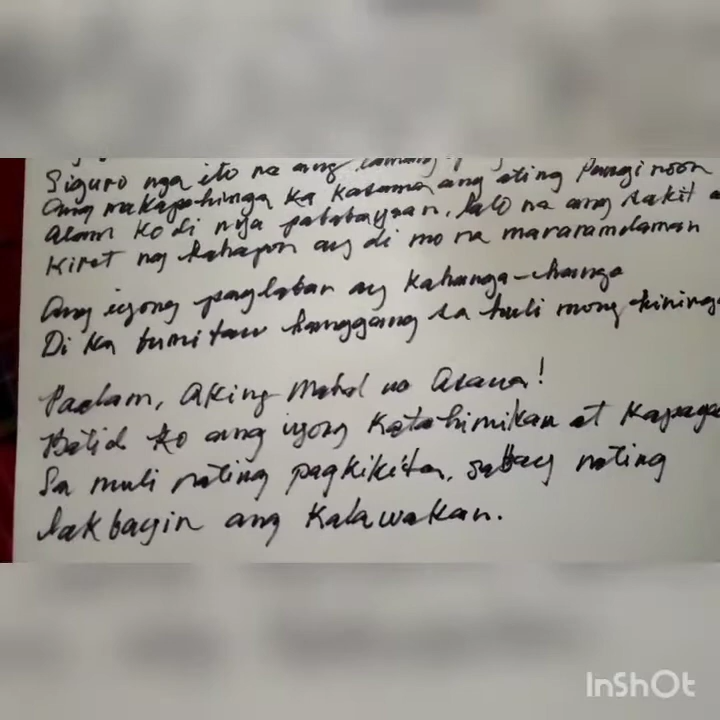 Siguro nga ito na ang
Ang makapahinga ka kasama ang ating Panginoon
Alam ko di niya pababayaan, lalo na ang sakit
Kirot ng kahapon ay di mo na mararamdaman
Ang iyong paglaban ay kahanga-hanga
Di ka bumitaw hanggang sa huli mong hininga
Paalam, Aking Mahal na Asawa!
Batid ko ang iyong katahimikan at
Sa muli nating pagkikita, sabay nating
lakbayin ang kalawakan.
InShOt